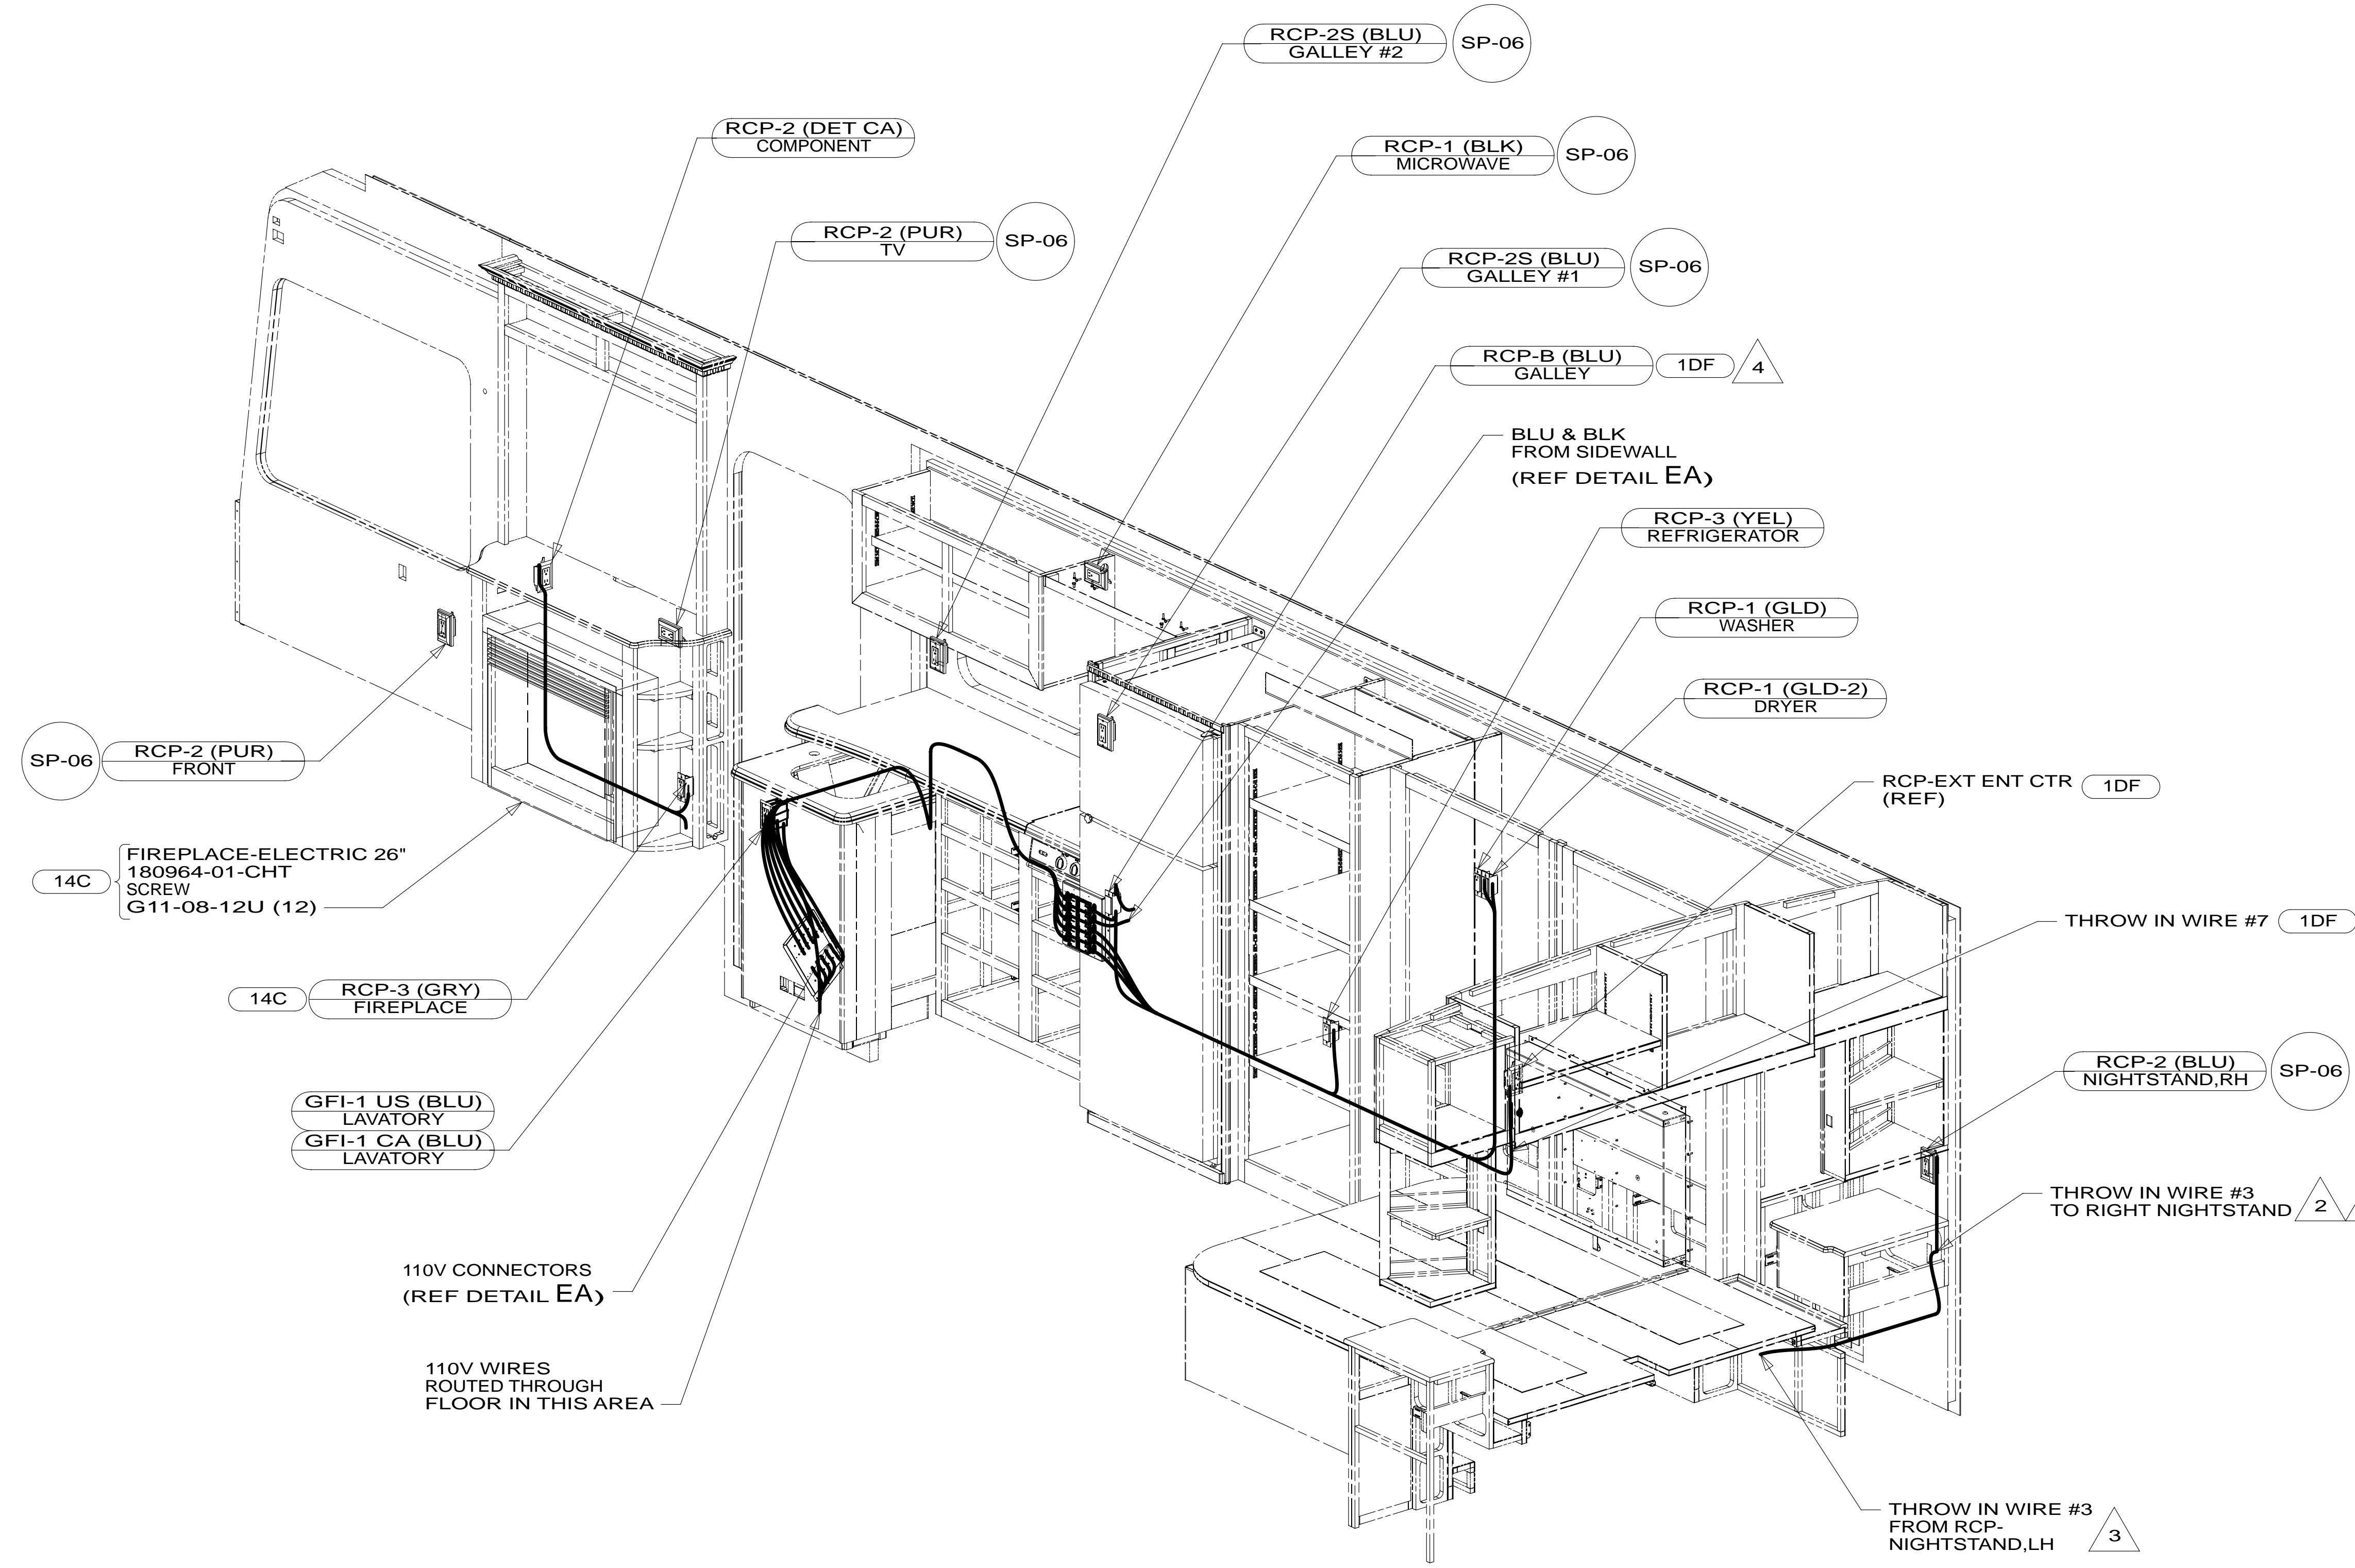 RCP-2S (BLU)
GALLEY #2
SP-06
RCP-2 (DET CA)
COMPONENT
RCP-1 (BLK)
MICROWAVE
SP-06
RCP-2 (PUR)
TV
SP-06
RCP-2S (BLU)
GALLEY #1
SP-06
RCP-B (BLU)
GALLEY
1DF
4
BLU & BLK
FROM SIDEWALL
(REF DETAIL EA)
RCP-3 (YEL)
REFRIGERATOR
RCP-1 (GLD)
WASHER
RCP-1 (GLD-2)
DRYER
SP-06
RCP-2 (PUR)
FRONT
RCP-EXT ENT CTR
(REF)
1DF
14C
FIREPLACE-ELECTRIC 26"
180964-01-CHT
SCREW
G11-08-12U (12)
THROW IN WIRE #7
1DF
14C
RCP-3 (GRY)
FIREPLACE
RCP-2 (BLU)
NIGHTSTAND,RH
SP-06
GFI-1 US (BLU)
LAVATORY
GFI-1 CA (BLU)
LAVATORY
THROW IN WIRE #3
TO RIGHT NIGHTSTAND
2
110V CONNECTORS
(REF DETAIL EA)
110V WIRES
ROUTED THROUGH
FLOOR IN THIS AREA
THROW IN WIRE #3
FROM RCP-
NIGHTSTAND,LH
3